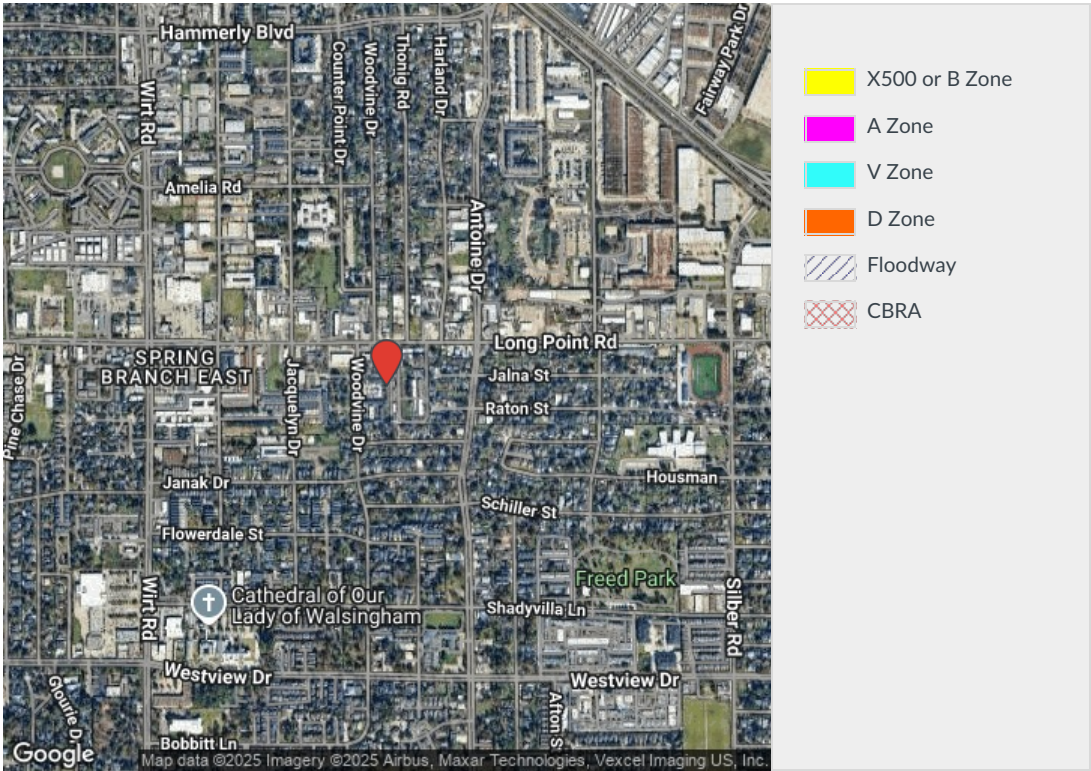 Hammerly Blvd
Fairway Park Dr
Counter Point Dr
Woodvine Dr
Thonig Rd
Harland Dr
Wirt Rd
Amelia Rd
Antoine Dr
Long Point Rd
SPRING
BRANCH EAST
Pine Chase Dr
Jacquelyn Dr
Woodvine Dr
Jalna St
Raton St
Janak Dr
Housman
Schiller St
Flowerdale St
Freed Park
Wirt Rd
Cathedral of Our
Lady of Walsingham
Shadyvilla Ln
Silber Rd
Westview Dr
Westview Dr
Glourie D
Afton S
Bobbitt Ln
Google
Map data ©2025 Imagery ©2025 Airbus, Maxar Technologies, Vexcel Imaging US, Inc.
X500 or B Zone
A Zone
V Zone
D Zone
Floodway
CBRA